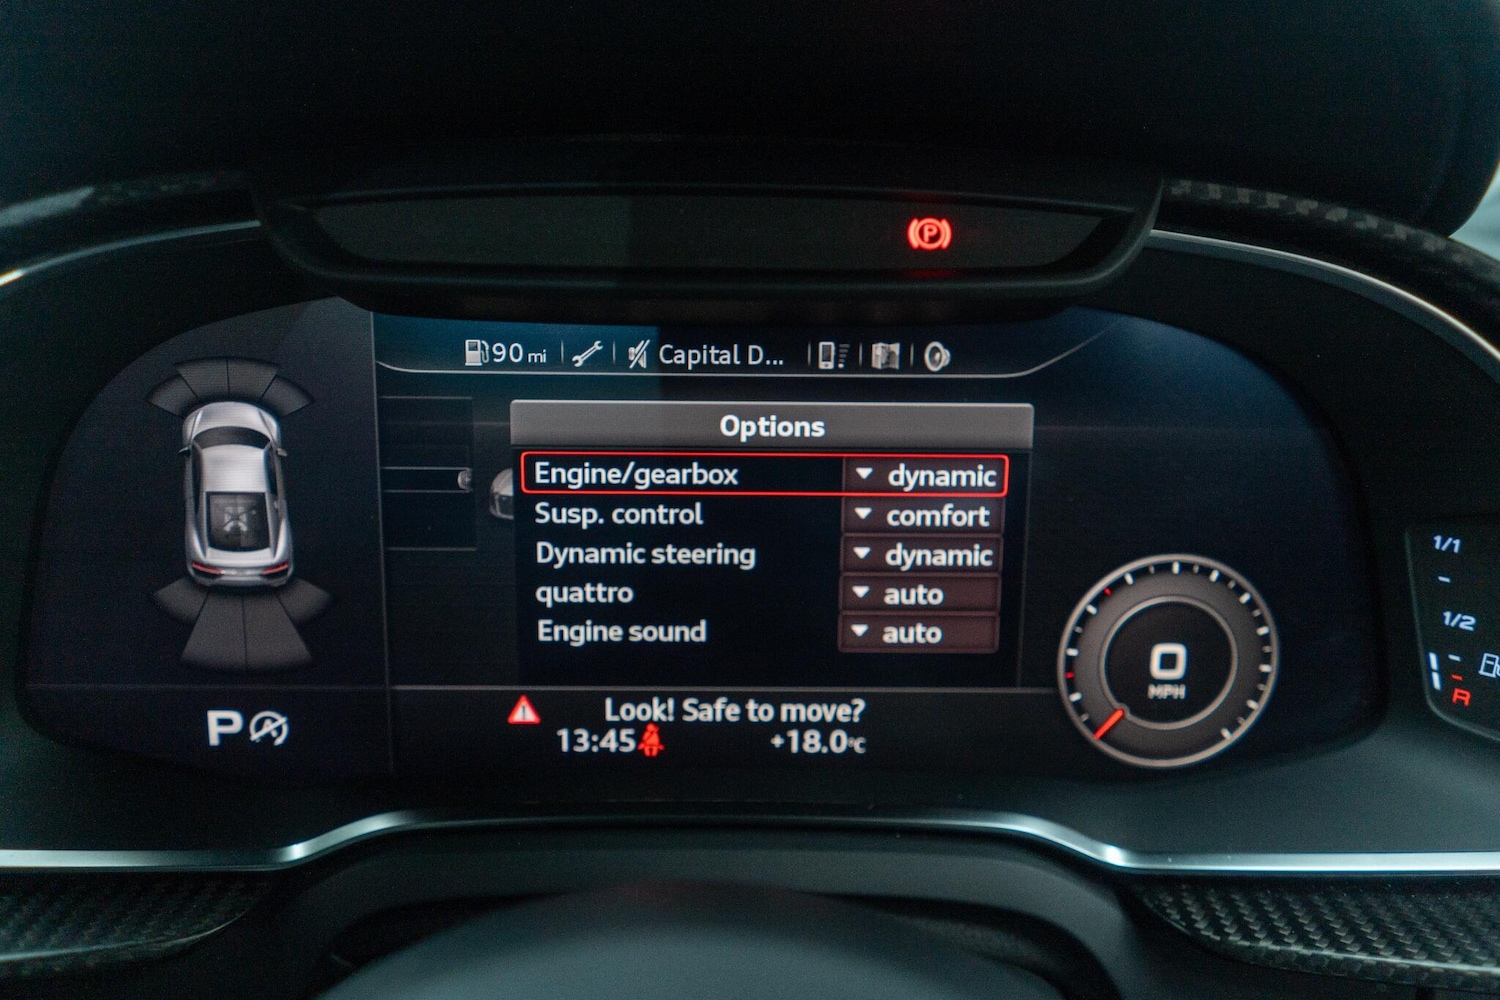 P
90 mi
Capital D...
Options
Engine/gearbox dynamic
Susp. control comfort
Dynamic steering dynamic
quattro auto
Engine sound auto
Look! Safe to move?
13:45 +18.0°C
P A
0
MPH
1/1
1/2
R